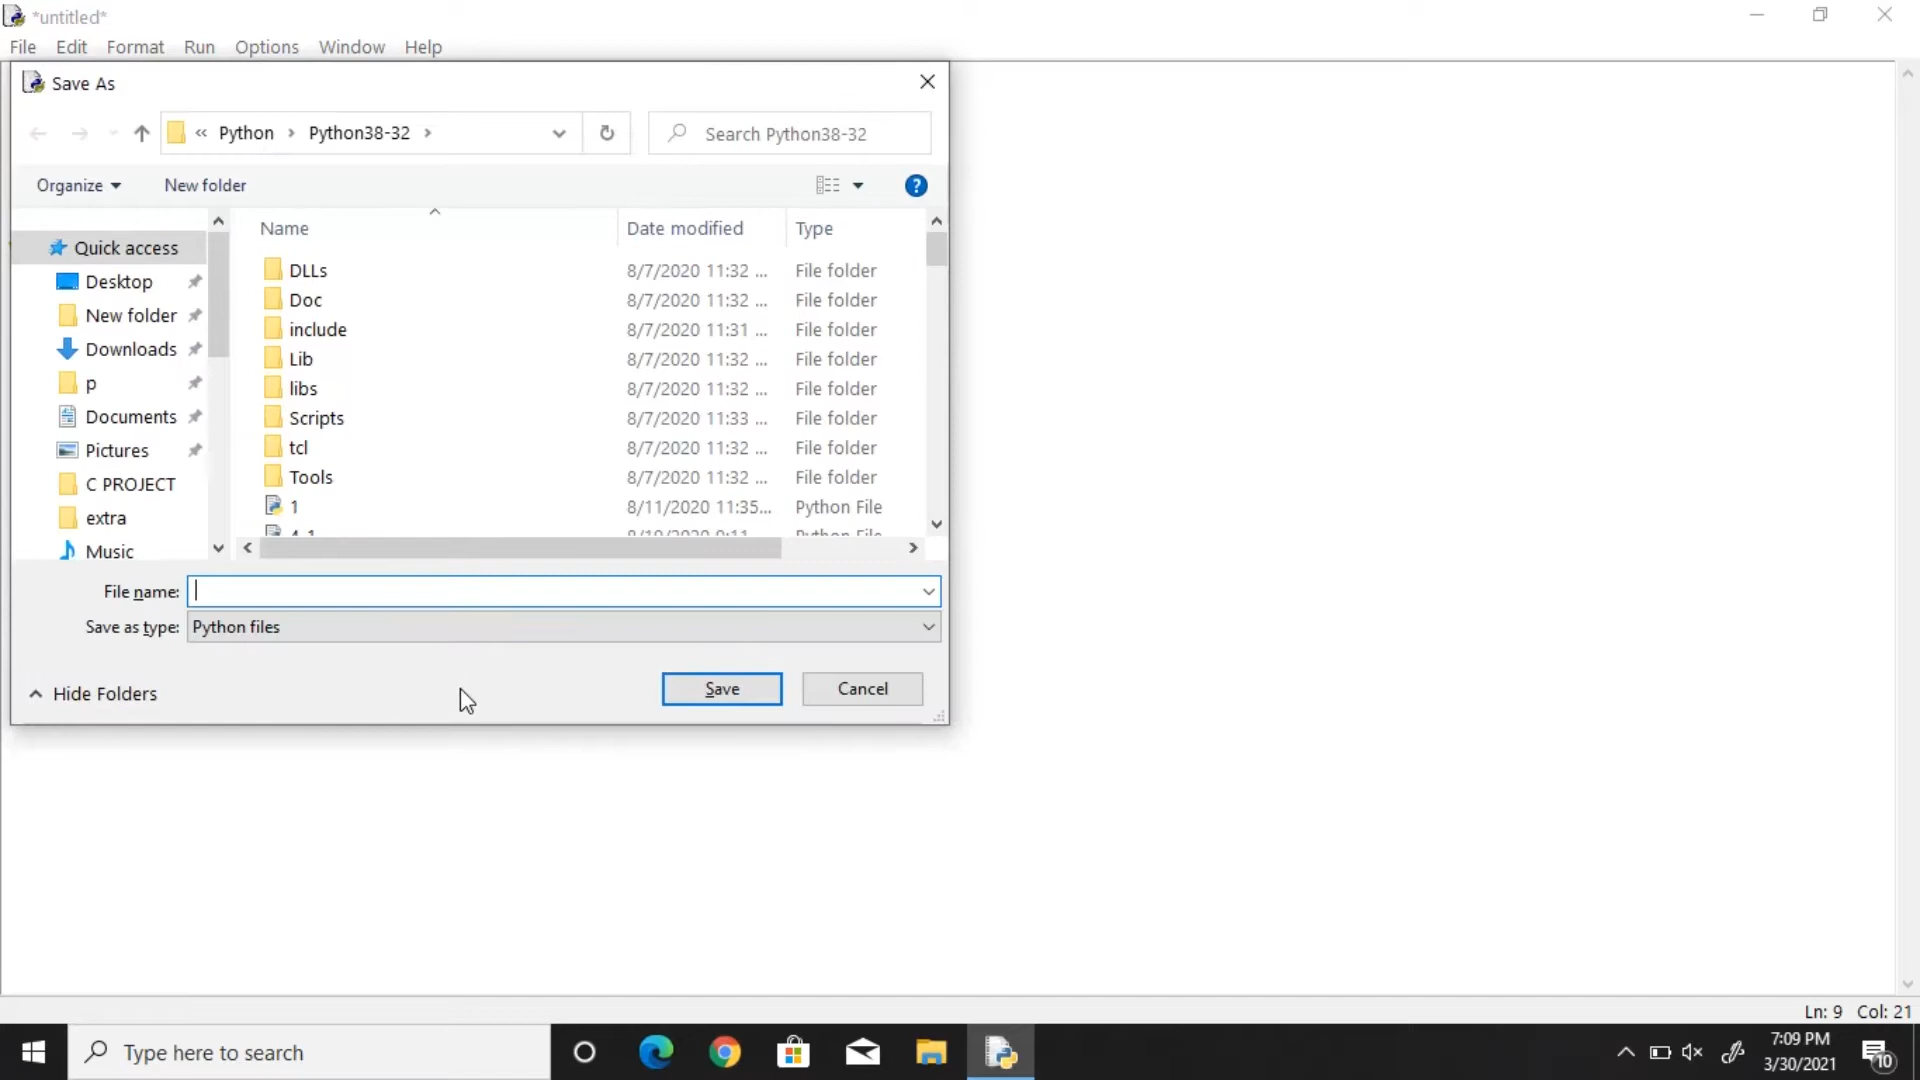 *untitled*
File Edit Format Run Options Window Help
Save As
« Python › Python38-32 ›
Search Python38-32
Organize
New folder
?
Name Date modified Type
Quick access
Desktop
New folder
Downloads
p
Documents
Pictures
C PROJECT
extra
Music
DLLs 8/7/2020 11:32 ... File folder
Doc 8/7/2020 11:32 ... File folder
include 8/7/2020 11:31 ... File folder
Lib 8/7/2020 11:32 ... File folder
libs 8/7/2020 11:32 ... File folder
Scripts 8/7/2020 11:33 ... File folder
tcl 8/7/2020 11:32 ... File folder
Tools 8/7/2020 11:32 ... File folder
1 8/11/2020 11:35... Python File
File name:
Save as type: Python files
Hide Folders
Save
Cancel
Ln: 9 Col: 21
Type here to search
7:09 PM
3/30/2021
10